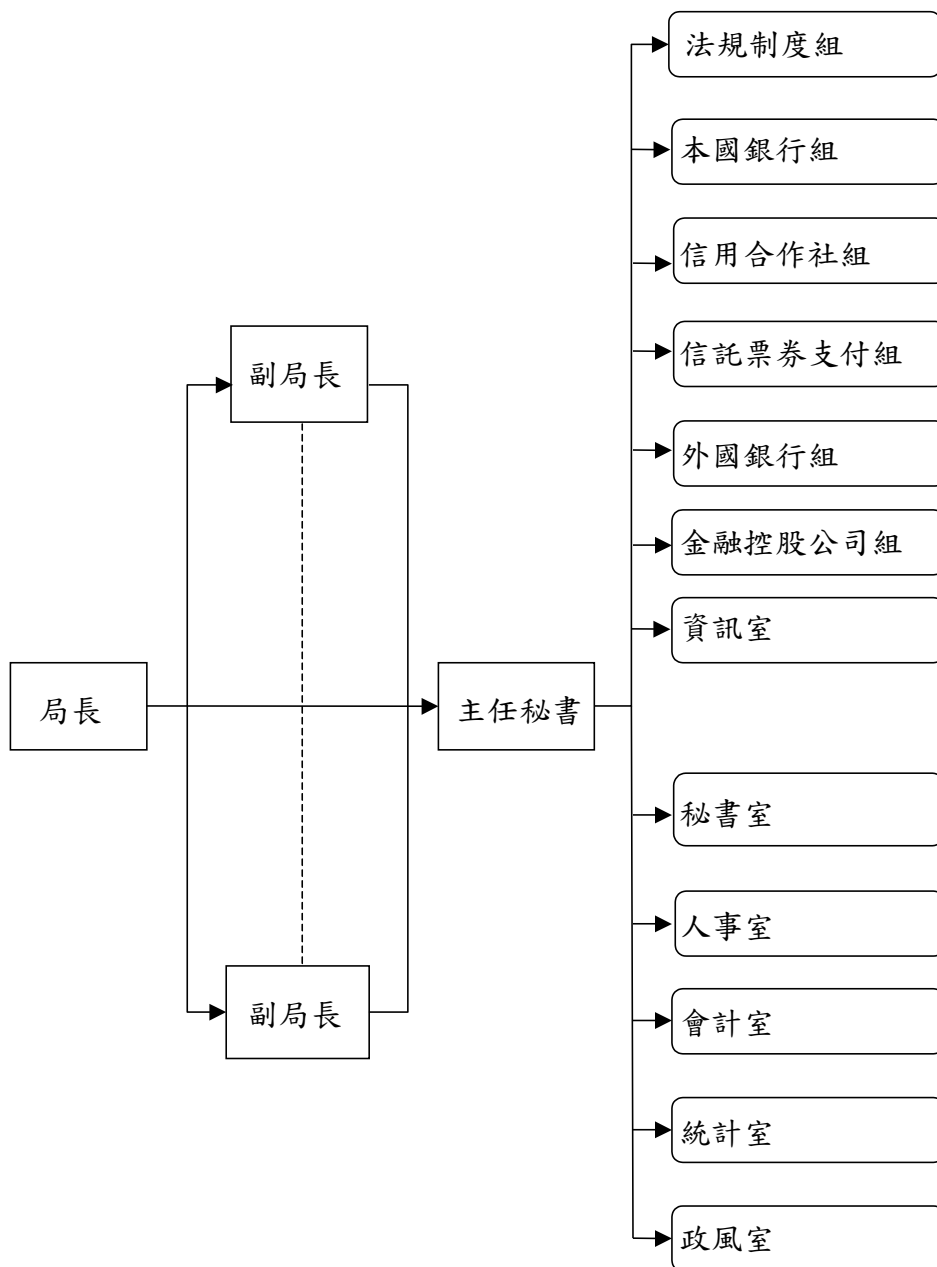 局長
副局長
副局長
主任秘書
法規制度組
本國銀行組
信用合作社組
信託票券支付組
外國銀行組
金融控股公司組
資訊室
秘書室
人事室
會計室
統計室
政風室